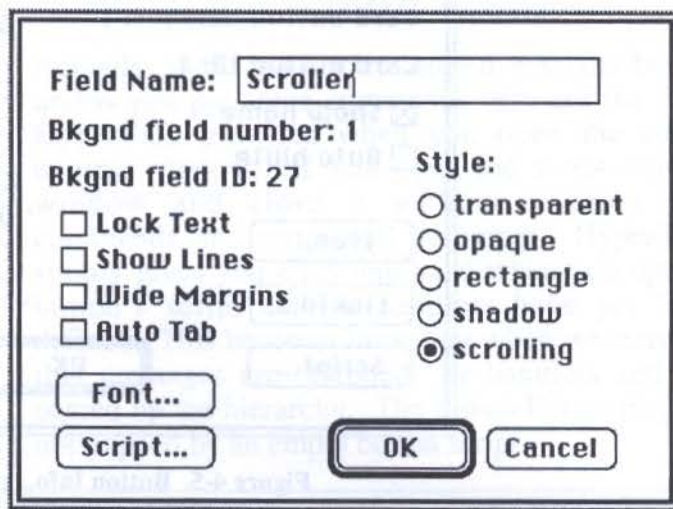 Field Name: Scroller
Bkgnd field number: 1
Bkgnd field ID: 27
Lock Text
Show Lines
Wide Margins
Auto Tab
Style:
transparent
opaque
rectangle
shadow
scrolling
Font...
Script...
OK
Cancel